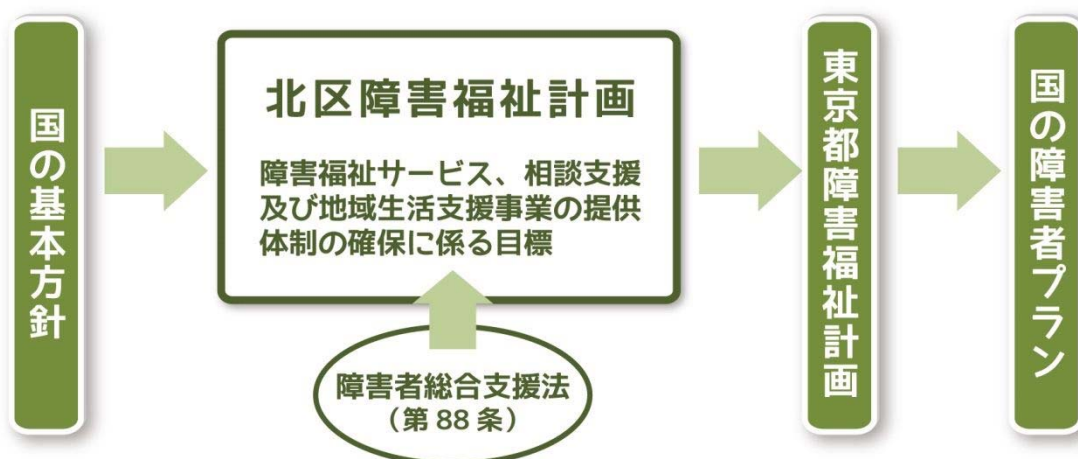 国の基本方針
北区障害福祉計画
障害福祉サービス、相談支援
及び地域生活支援事業の提供
体制の確保に係る目標
障害者総合支援法
（第 88 条）
東京都障害福祉計画
国の障害者プラン